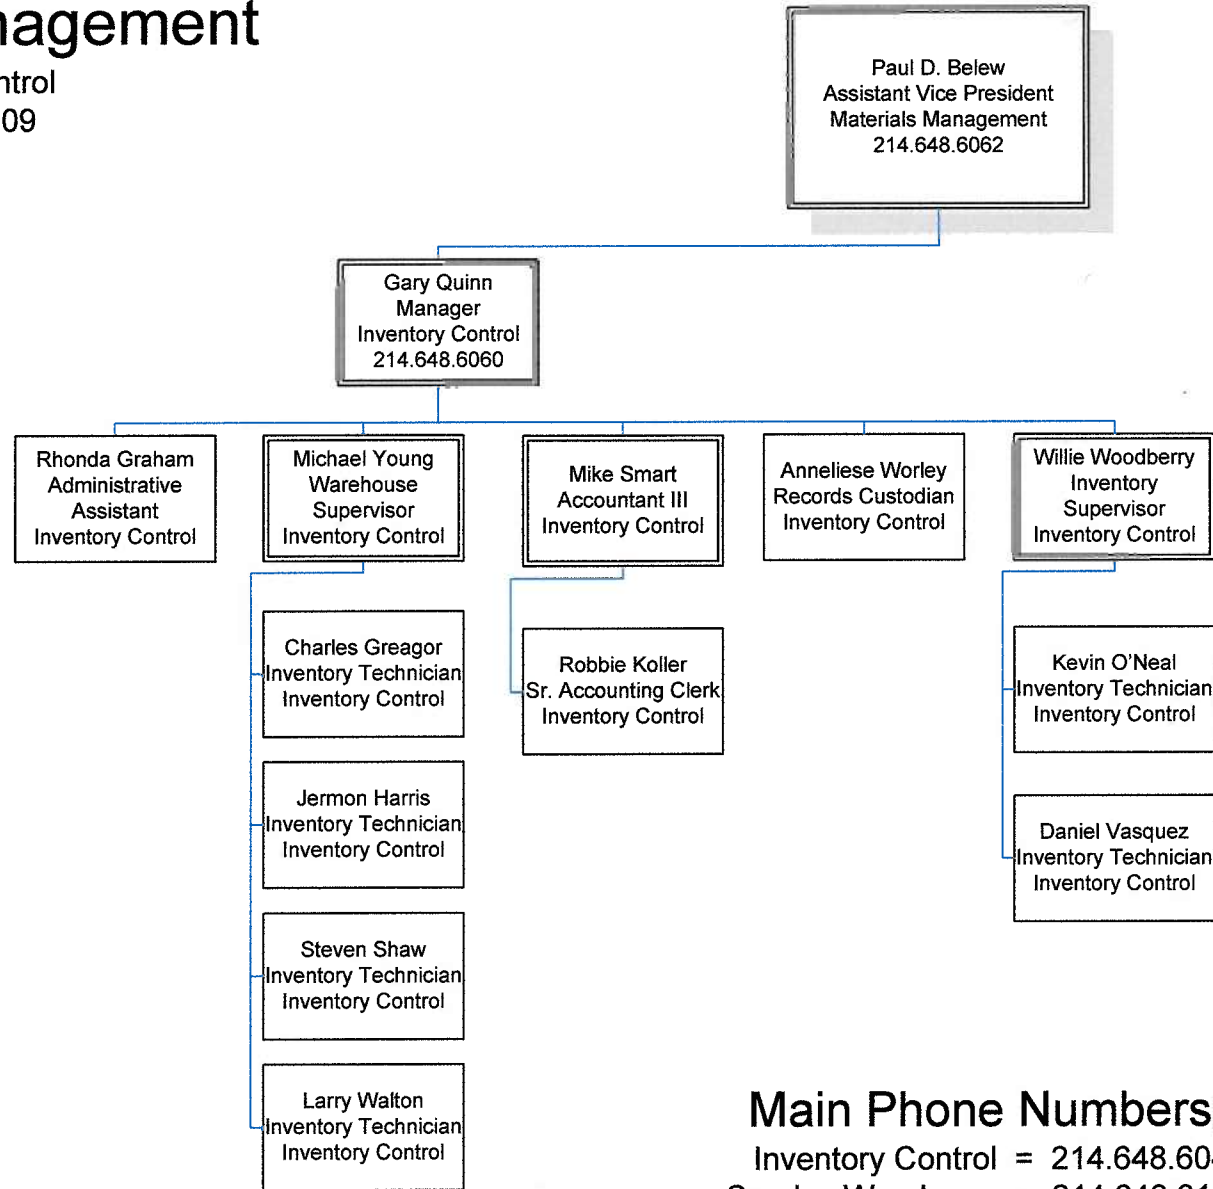 nagement
ntrol
09
Paul D. Belew
Assistant Vice President
Materials Management
214.648.6062
Gary Quinn
Manager
Inventory Control
214.648.6060
Rhonda Graham
Administrative
Assistant
Inventory Control
Michael Young
Warehouse
Supervisor
Inventory Control
Mike Smart
Accountant III
Inventory Control
Anneliese Worley
Records Custodian
Inventory Control
Willie Woodberry
Inventory
Supervisor
Inventory Control
Charles Greagor
Inventory Technician
Inventory Control
Jermon Harris
Inventory Technician
Inventory Control
Steven Shaw
Inventory Technician
Inventory Control
Larry Walton
Inventory Technician
Inventory Control
Robbie Koller
Sr. Accounting Clerk
Inventory Control
Kevin O'Neal
Inventory Technician
Inventory Control
Daniel Vasquez
Inventory Technician
Inventory Control
Main Phone Numbers
Inventory Control = 214.648.60